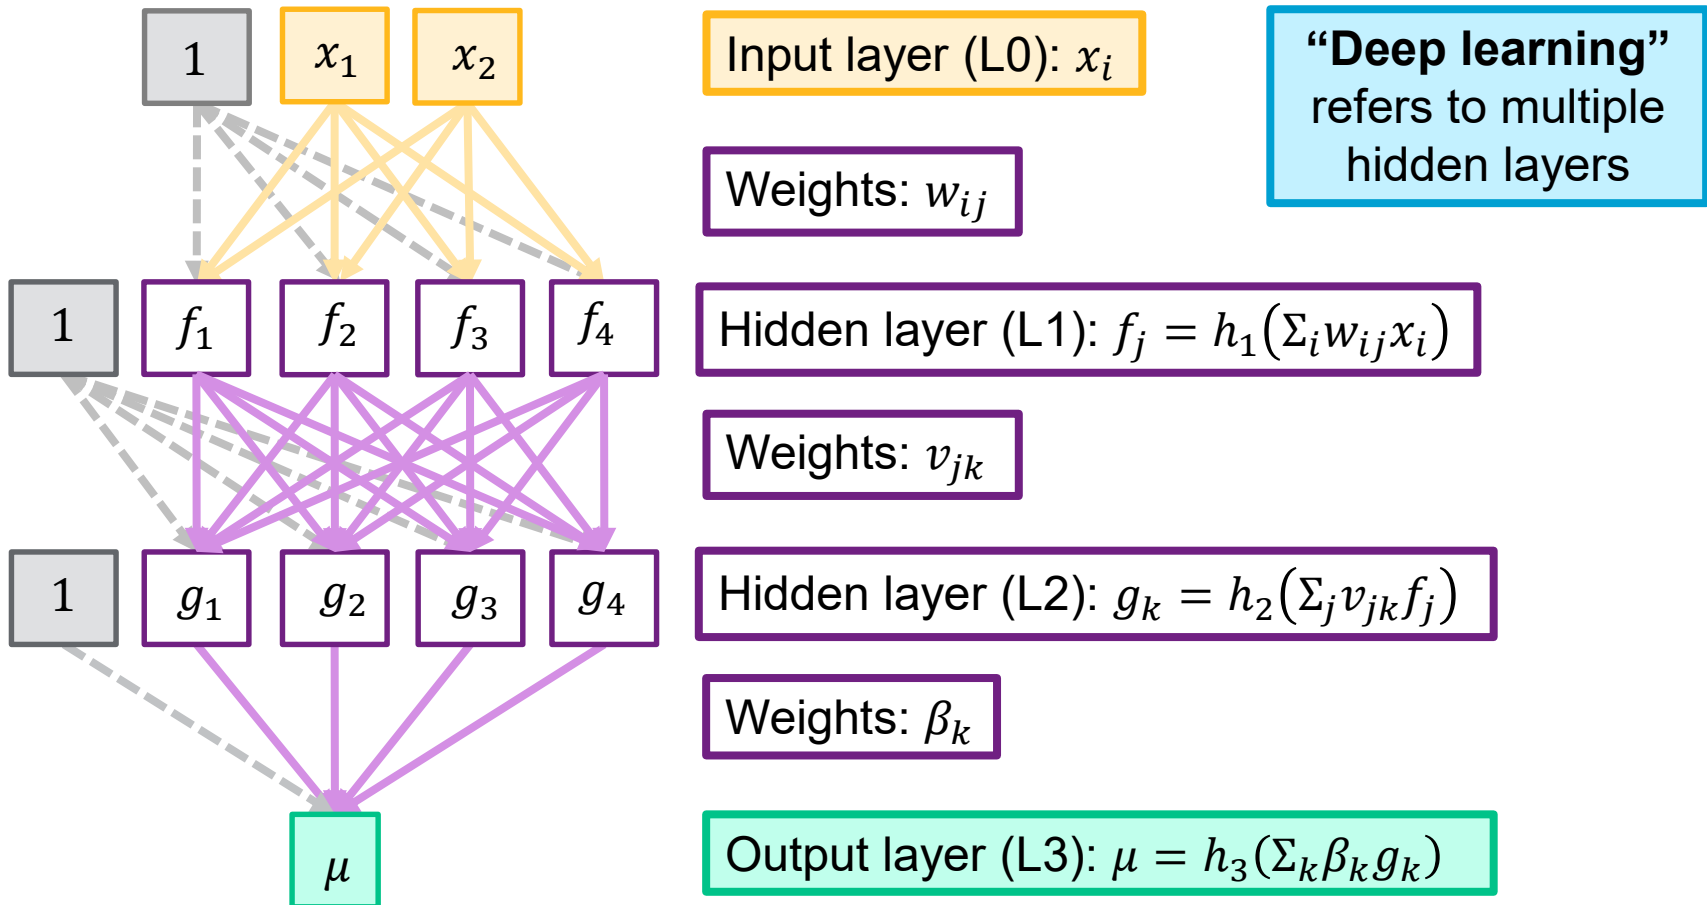 1 x₁ x₂
Input layer (L0): xᵢ
“Deep learning”
refers to multiple
hidden layers
Weights: wᵢⱼ
1 f₁ f₂ f₃ f₄
Hidden layer (L1): fⱼ = h₁(Σᵢwᵢⱼxᵢ)
Weights: vⱼₖ
1 g₁ g₂ g₃ g₄
Hidden layer (L2): gₖ = h₂(Σⱼvⱼₖfⱼ)
Weights: βₖ
μ
Output layer (L3): μ = h₃(Σₖβₖgₖ)